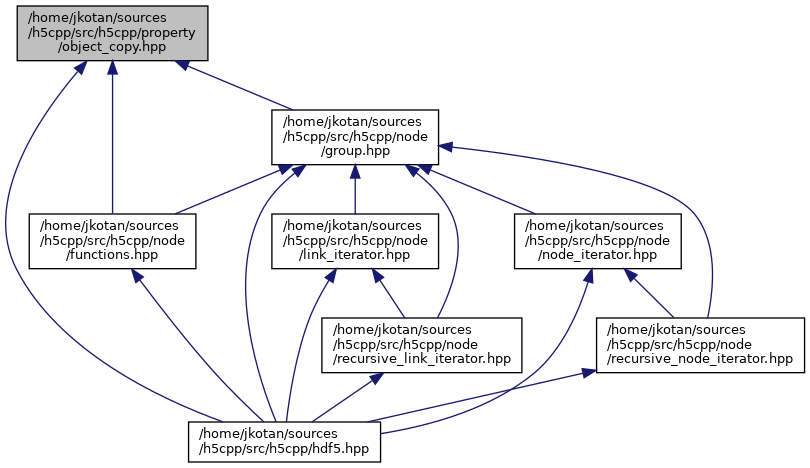 /home/jkotan/sources
/h5cpp/src/h5cpp/property
/object_copy.hpp
/home/jkotan/sources
/h5cpp/src/h5cpp/node
/group.hpp
/home/jkotan/sources
/h5cpp/src/h5cpp/node
/functions.hpp
/home/jkotan/sources
/h5cpp/src/h5cpp/node
/link_iterator.hpp
/home/jkotan/sources
/h5cpp/src/h5cpp/node
/node_iterator.hpp
/home/jkotan/sources
/h5cpp/src/h5cpp/node
/recursive_link_iterator.hpp
/home/jkotan/sources
/h5cpp/src/h5cpp/node
/recursive_node_iterator.hpp
/home/jkotan/sources
/h5cpp/src/h5cpp/hdf5.hpp